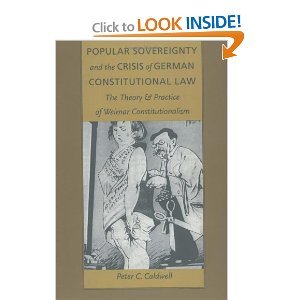 Click to LOOK INSIDE!
POPULAR SOVEREIGNTY
and the CRISIS of GERMAN
CONSTITUTIONAL LAW
The Theory & Practice
of Weimar Constitutionalism
Peter C. Caldwell